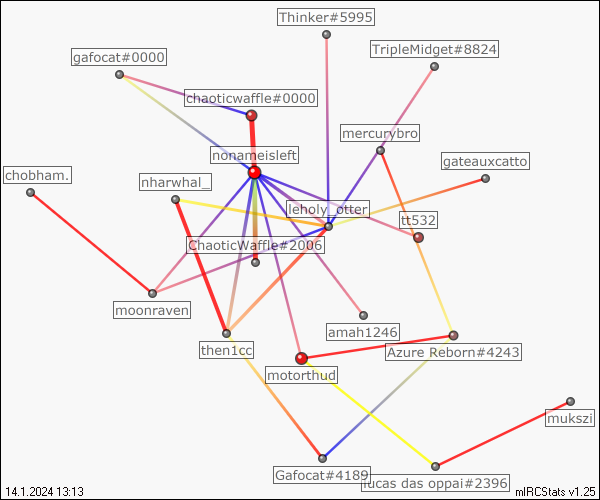 Thinker#5995
TripleMidget#8824
gafocat#0000
chaoticwaffle#0000
mercurybro
nonameisleft
gateauxcatto
chobham.
nharwhal_
leholy_otter
tt532
ChaoticWaffle#2006
moonraven
amah1246
then1cc
Azure Reborn#4243
motorthud
mukszi
Gafocat#4189
lucas das oppai#2396
14.1.2024 13:13
mIRCStats v1.25